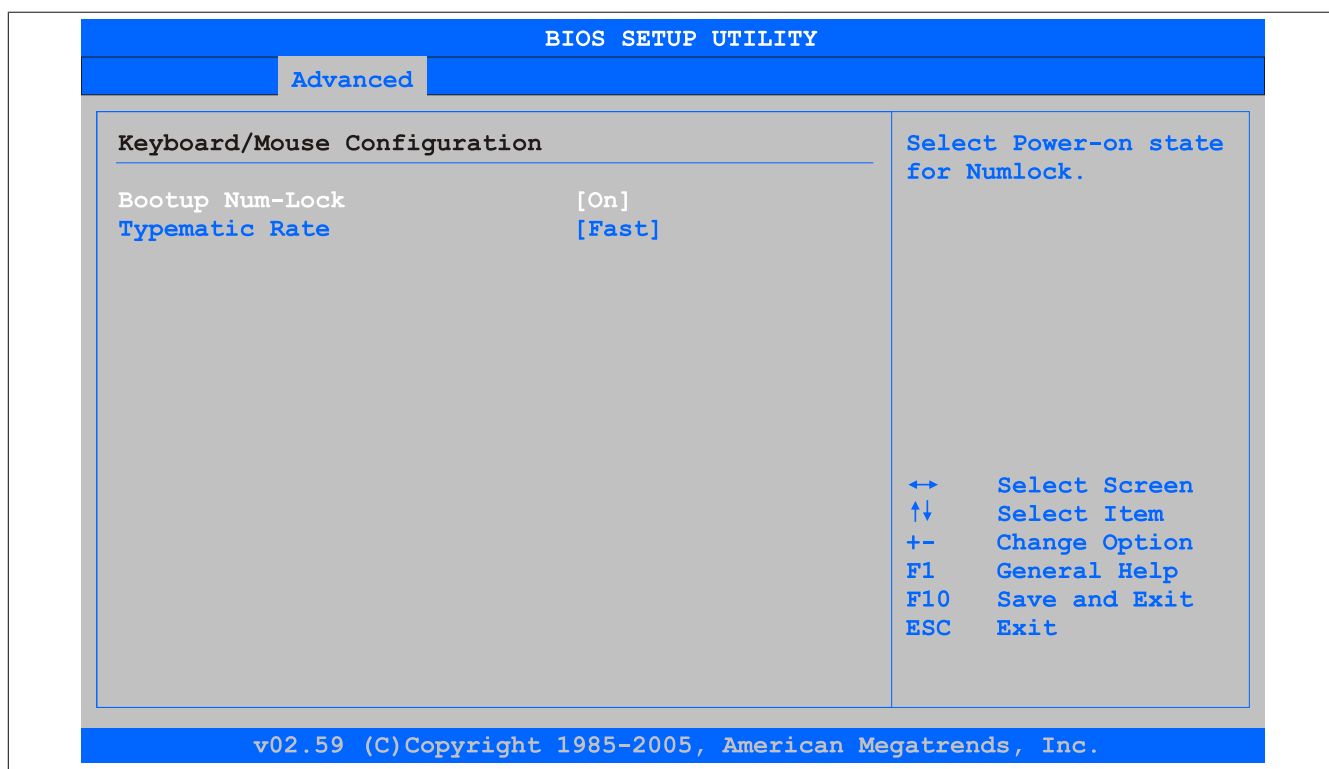 BIOS SETUP UTILITY
Advanced
Keyboard/Mouse Configuration
Bootup Num-Lock [On]
Typematic Rate [Fast]
Select Power-on state
for Numlock.
←→ Select Screen
↑↓ Select Item
+- Change Option
F1 General Help
F10 Save and Exit
ESC Exit
v02.59 (C)Copyright 1985-2005, American Megatrends, Inc.